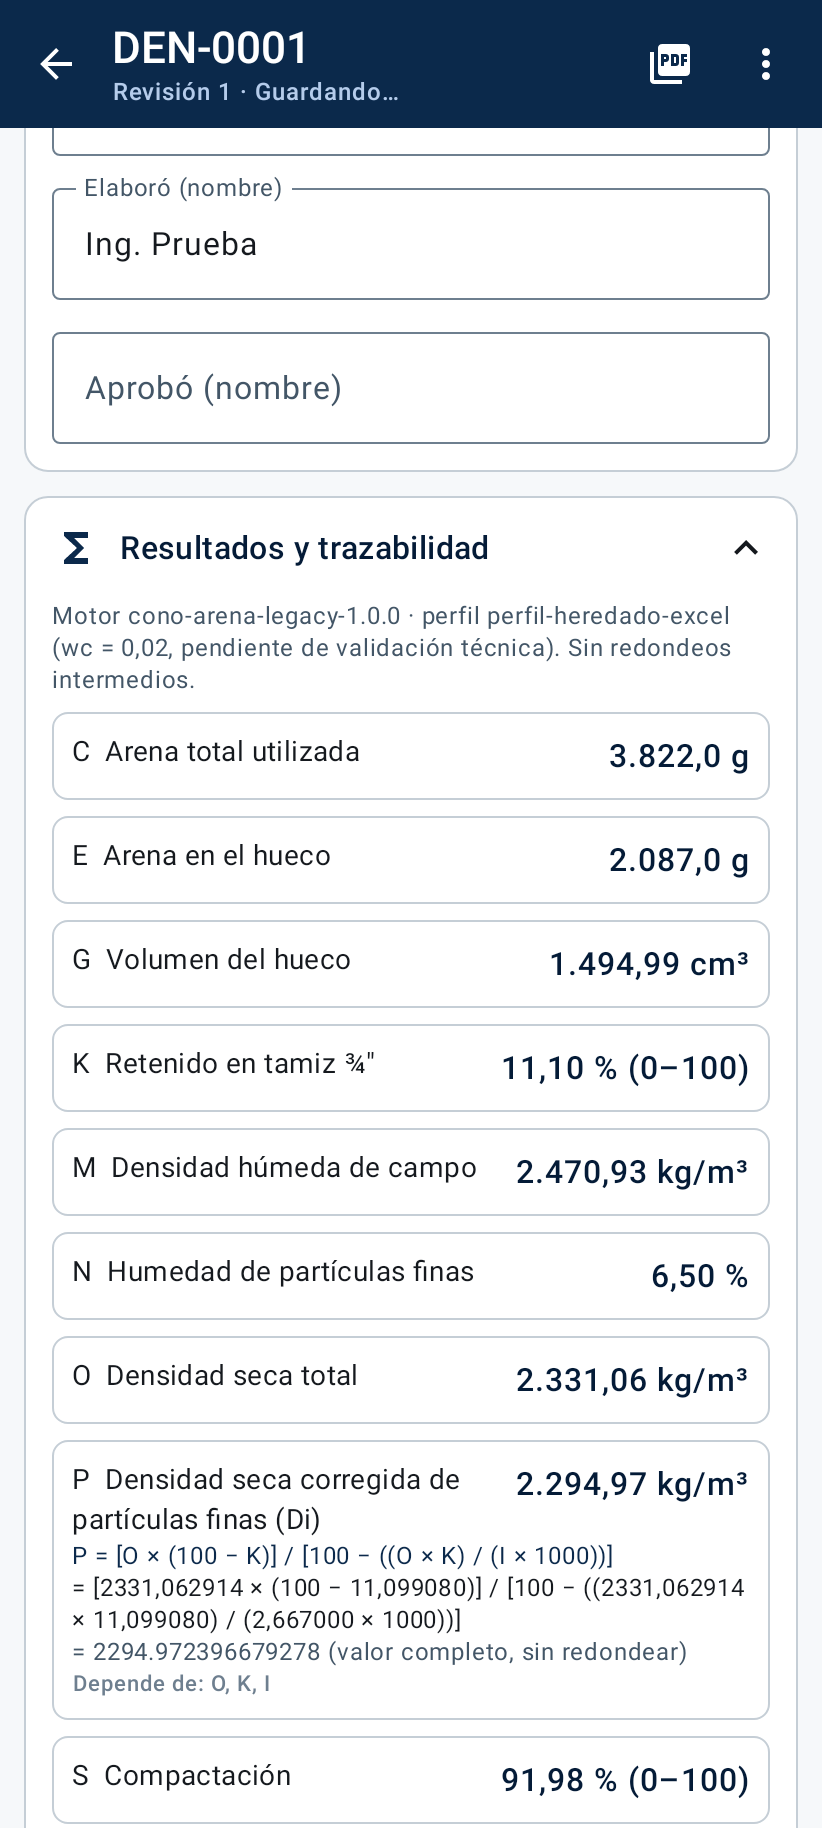 DEN-0001
Revisión 1 · Guardando...
PDF
Elaboró (nombre)
Ing. Prueba
Aprobó (nombre)
Σ Resultados y trazabilidad
Motor cono-arena-legacy-1.0.0 · perfil perfil-heredado-excel
(wc = 0,02, pendiente de validación técnica). Sin redondeos
intermedios.
C Arena total utilizada 3.822,0 g
E Arena en el hueco 2.087,0 g
G Volumen del hueco 1.494,99 cm³
K Retenido en tamiz ¾" 11,10 % (0–100)
M Densidad húmeda de campo 2.470,93 kg/m³
N Humedad de partículas finas 6,50 %
O Densidad seca total 2.331,06 kg/m³
P Densidad seca corregida de 2.294,97 kg/m³
partículas finas (Di)
P = [O × (100 − K)] / [100 − ((O × K) / (I × 1000))]
= [2331,062914 × (100 − 11,099080)] / [100 − ((2331,062914
× 11,099080) / (2,667000 × 1000))]
= 2294.972396679278 (valor completo, sin redondear)
Depende de: O, K, I
S Compactación 91,98 % (0–100)